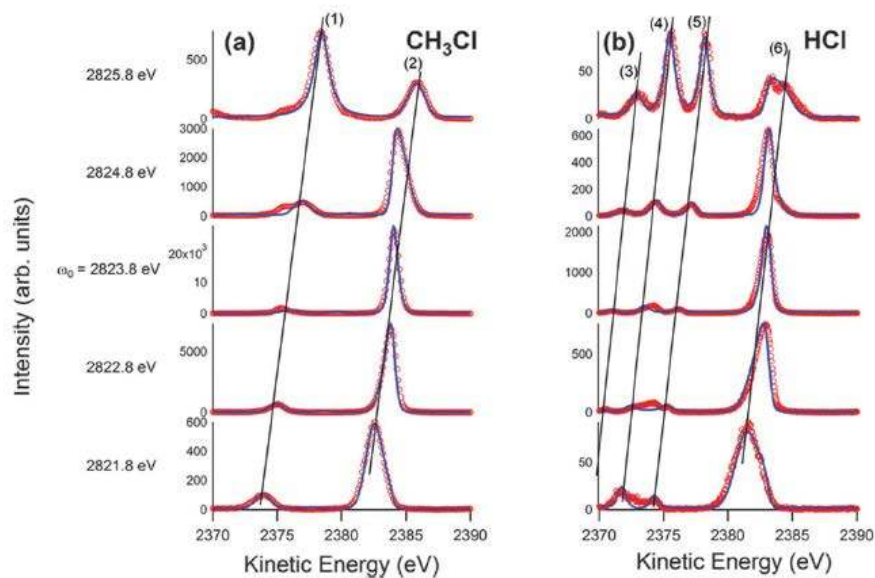 (a)
(1)
CH3Cl
(2)
(b)
(4)
(5)
HCl
(3)
(6)
2825.8 eV
500
0
50
0
2824.8 eV
3000
2000
1000
0
600
400
200
0
ω0 = 2823.8 eV
20x10³
10
0
2000
1000
0
2822.8 eV
5000
0
500
0
2821.8 eV
600
400
200
0
50
0
Intensity (arb. units)
2370 2375 2380 2385 2390
2370 2375 2380 2385 2390
Kinetic Energy (eV)
Kinetic Energy (eV)